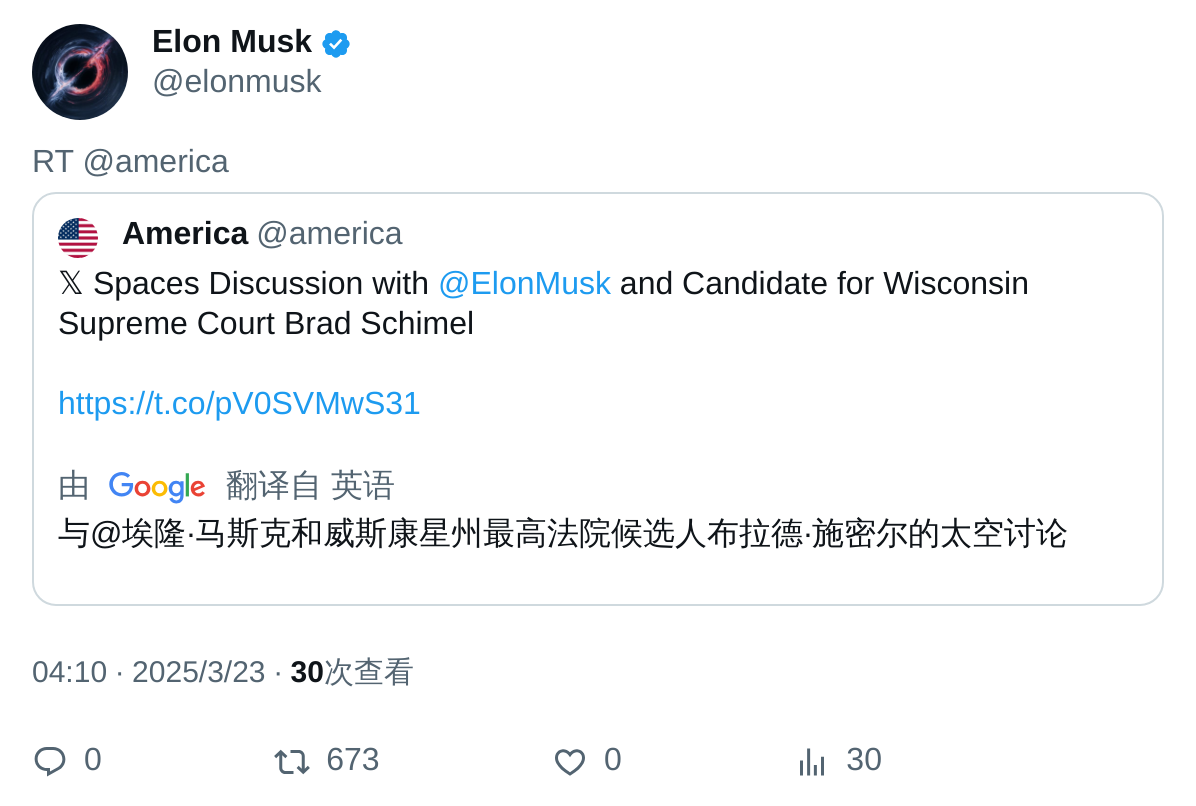 Elon Musk
@elonmusk
RT @america
America @america
𝕏 Spaces Discussion with @ElonMusk and Candidate for Wisconsin
Supreme Court Brad Schimel
https://t.co/pV0SVMwS31
由 Google 翻译自 英语
与@埃隆·马斯克和威斯康星州最高法院候选人布拉德·施密尔的太空讨论
04:10 · 2025/3/23 · 30次查看
0 673 0 30